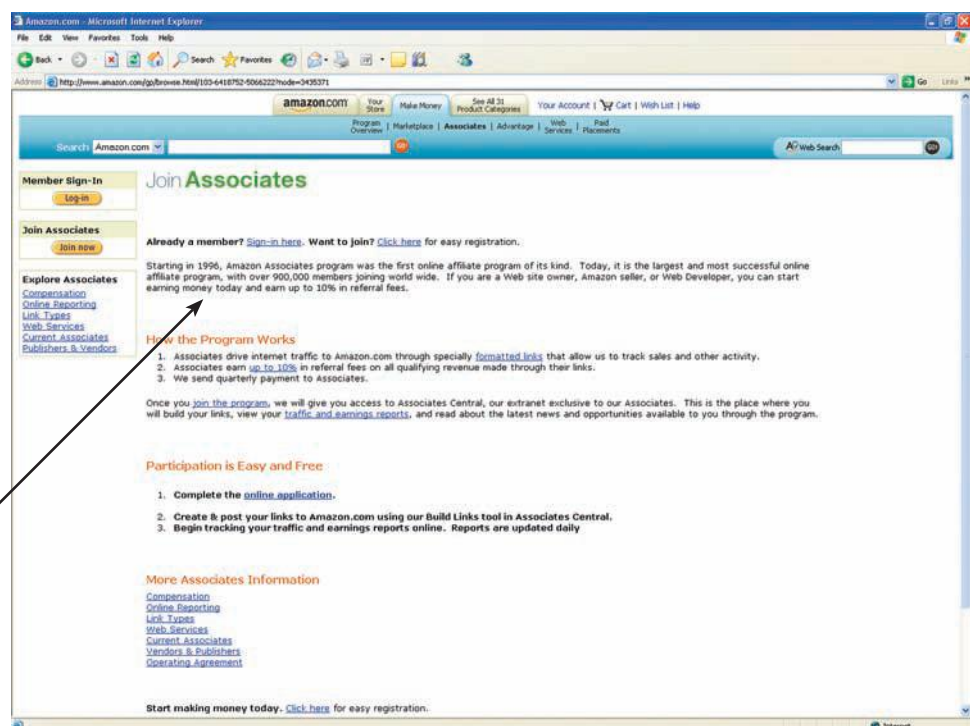 Amazon.com - Microsoft Internet Explorer
File Edit View Favorites Tools Help
Back Search Favorites
Address http://www.amazon.com/gp/browse.html/103-6418752-5066222?node=3435371 Go Links »
amazon.com Your Store Make Money See All 31 Product Categories Your Account | Cart | Wish List | Help
Program Overview | Marketplace | Associates | Advantage | Web Services | Paid Placements
Search Amazon.com GO! A9 Web Search GO!
Member Sign-In
Log-in
Join Associates
Join now
Explore Associates
Compensation
Online Reporting
Link Types
Web Services
Current Associates
Publishers & Vendors
Join Associates
Already a member? Sign-in here. Want to join? Click here for easy registration.
Starting in 1996, Amazon Associates program was the first online affiliate program of its kind. Today, it is the largest and most successful online
affiliate program, with over 900,000 members joining world wide. If you are a Web site owner, Amazon seller, or Web Developer, you can start
earning money today and earn up to 10% in referral fees.
How the Program Works
1. Associates drive internet traffic to Amazon.com through specially formatted links that allow us to track sales and other activity.
2. Associates earn up to 10% in referral fees on all qualifying revenue made through their links.
3. We send quarterly payment to Associates.
Once you join the program, we will give you access to Associates Central, our extranet exclusive to our Associates. This is the place where you
will build your links, view your traffic and earnings reports, and read about the latest news and opportunities available to you through the program.
Participation is Easy and Free
1. Complete the online application.
2. Create & post your links to Amazon.com using our Build Links tool in Associates Central.
3. Begin tracking your traffic and earnings reports online. Reports are updated daily
More Associates Information
Compensation
Online Reporting
Link Types
Web Services
Current Associates
Vendors & Publishers
Operating Agreement
Start making money today. Click here for easy registration.
Internet